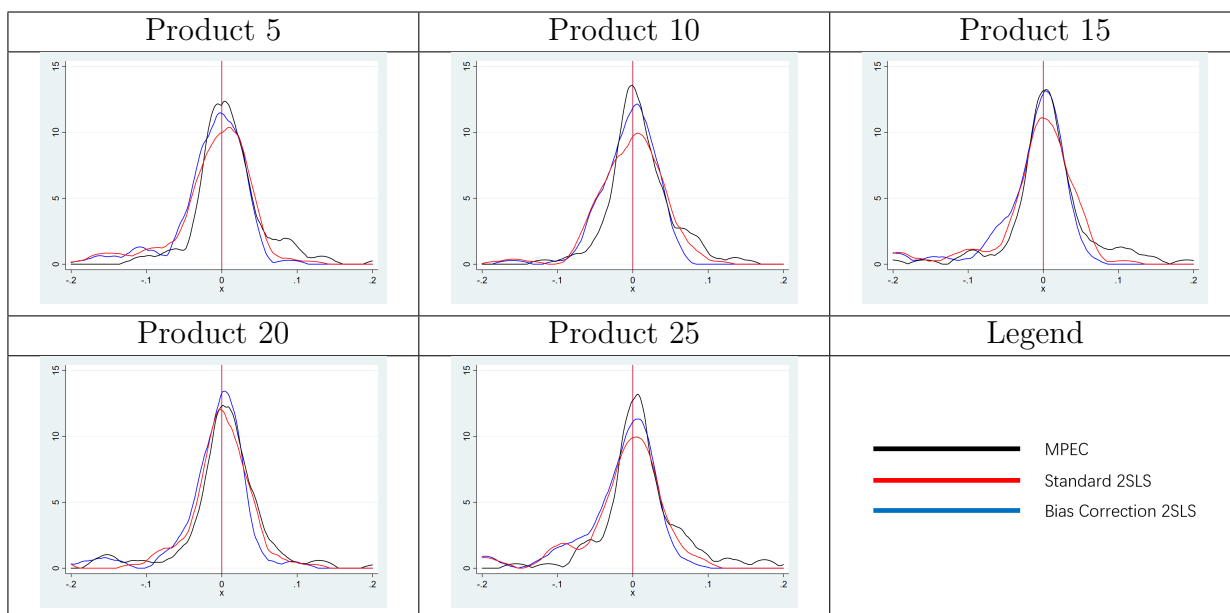 Product 5 Product 10 Product 15
15 15 15
10 10 10
5 5 5
0 0 0
-.2 -.1 0 .1 .2 -.2 -.1 0 .1 .2 -.2 -.1 0 .1 .2
x x x
Product 20 Product 25 Legend
15 15
10 10
MPEC
5 5
Standard 2SLS
Bias Correction 2SLS
0 0
-.2 -.1 0 .1 .2 -.2 -.1 0 .1 .2
x x